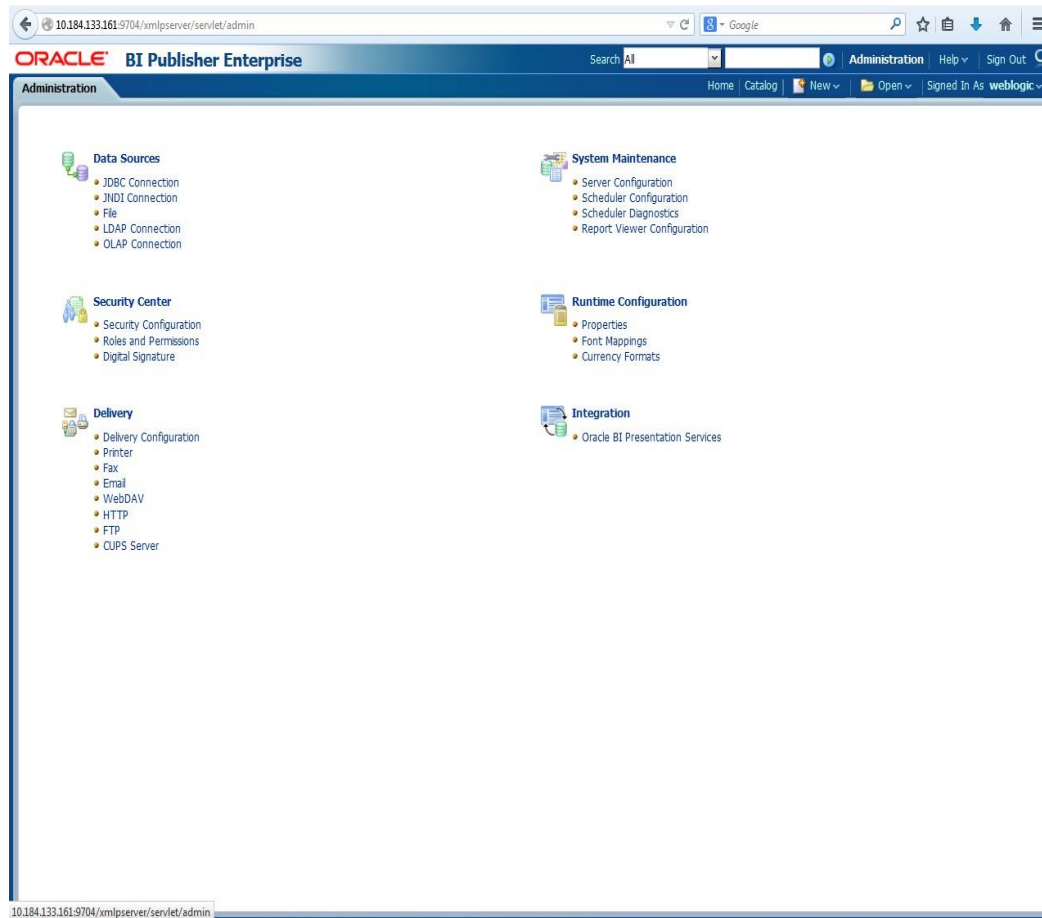 10.184.133.161:9704/xmlpserver/servlet/admin
Google
ORACLE BI Publisher Enterprise
Search All
Administration Help Sign Out
Administration
Home Catalog New Open Signed In As weblogic
Data Sources
JDBC Connection
JNDI Connection
File
LDAP Connection
OLAP Connection
System Maintenance
Server Configuration
Scheduler Configuration
Scheduler Diagnostics
Report Viewer Configuration
Security Center
Security Configuration
Roles and Permissions
Digital Signature
Runtime Configuration
Properties
Font Mappings
Currency Formats
Delivery
Delivery Configuration
Printer
Fax
Email
WebDAV
HTTP
FTP
CUPS Server
Integration
Oracle BI Presentation Services
10.184.133.161:9704/xmlpserver/servlet/admin